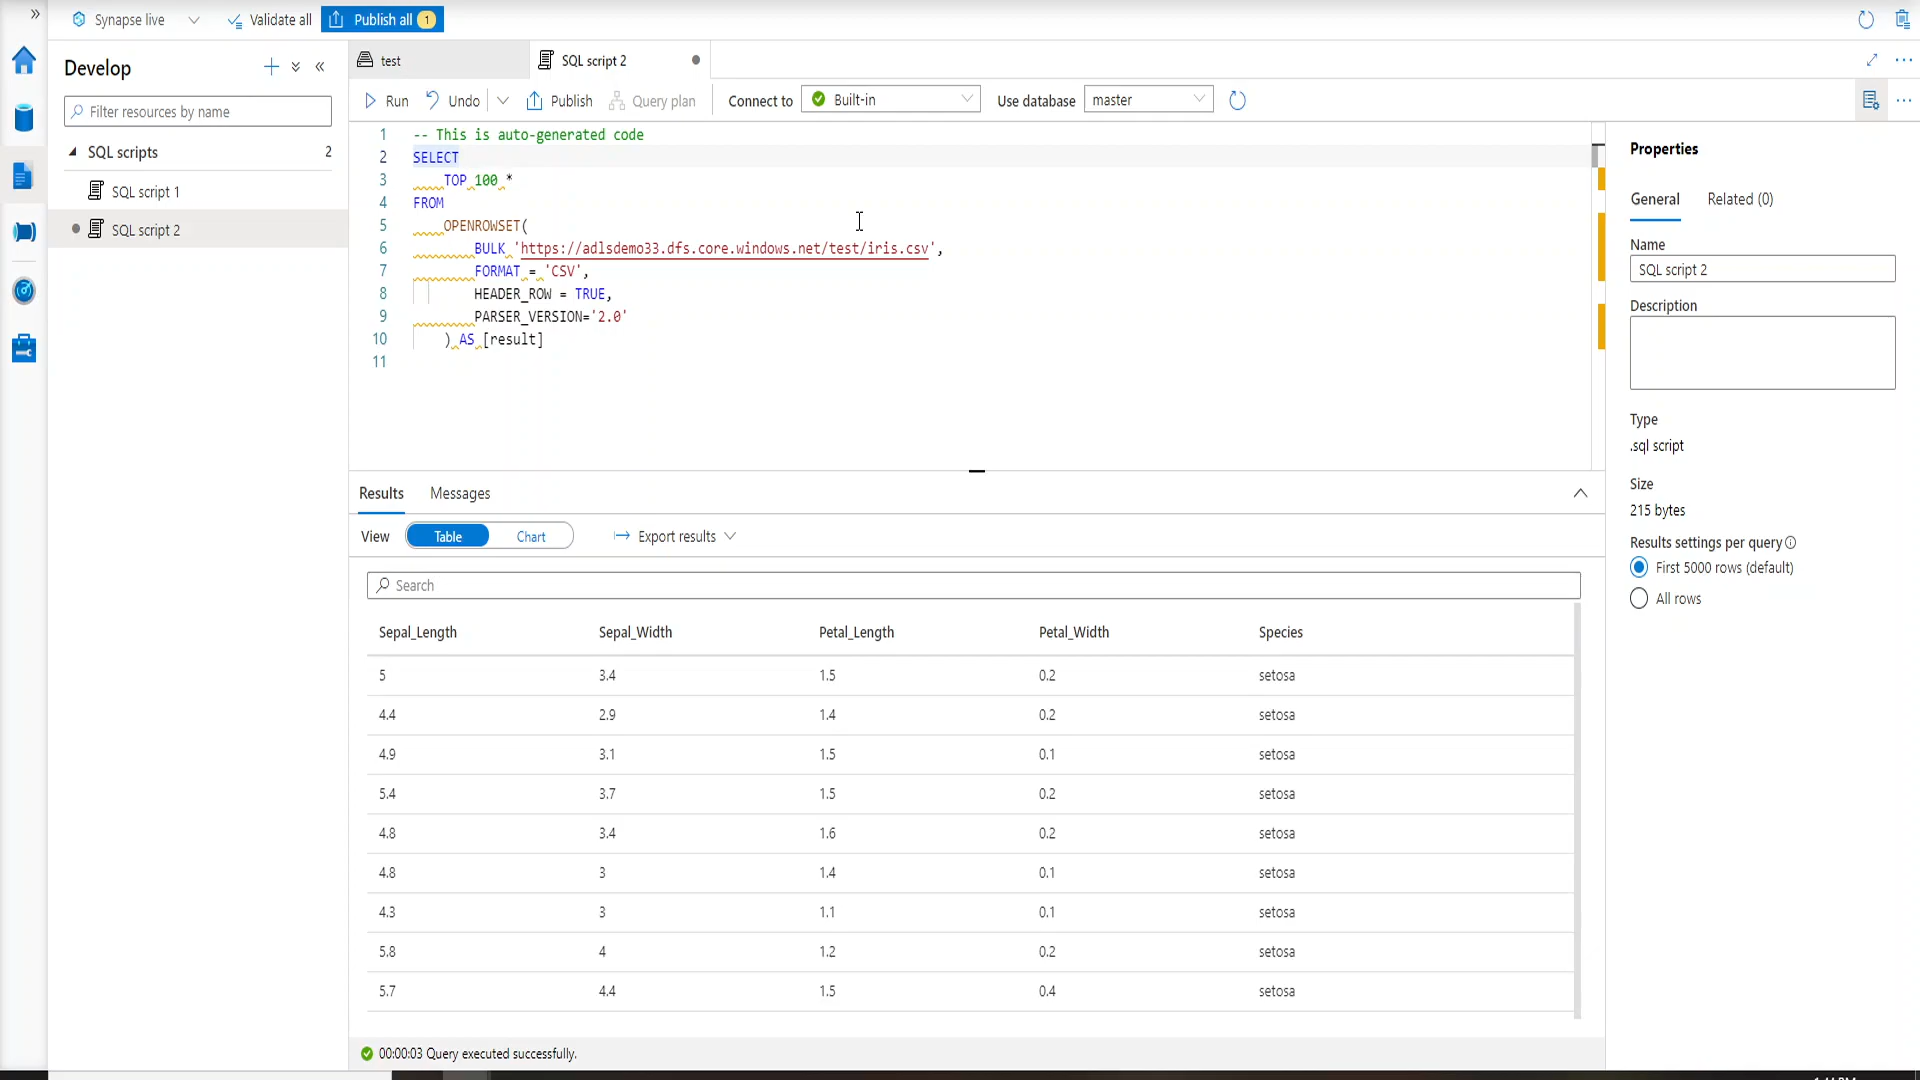 Synapse live
Validate all
Publish all 1
Develop
Filter resources by name
SQL scripts 2
SQL script 1
SQL script 2
test
SQL script 2
Run
Undo
Publish
Query plan
Connect to
Built-in
Use database
master
1 -- This is auto-generated code
2 SELECT
3 TOP 100 *
4 FROM
5 OPENROWSET(
6 BULK 'https://adlsdemo33.dfs.core.windows.net/test/iris.csv',
7 FORMAT = 'CSV',
8 HEADER_ROW = TRUE,
9 PARSER_VERSION='2.0'
10 ) AS [result]
11
Results Messages
View Table Chart Export results
Search
Sepal_Length Sepal_Width Petal_Length Petal_Width Species
5 3.4 1.5 0.2 setosa
4.4 2.9 1.4 0.2 setosa
4.9 3.1 1.5 0.1 setosa
5.4 3.7 1.5 0.2 setosa
4.8 3.4 1.6 0.2 setosa
4.8 3 1.4 0.1 setosa
4.3 3 1.1 0.1 setosa
5.8 4 1.2 0.2 setosa
5.7 4.4 1.5 0.4 setosa
00:00:03 Query executed successfully.
Properties
General Related (0)
Name
SQL script 2
Description
Type
.sql script
Size
215 bytes
Results settings per query
First 5000 rows (default)
All rows